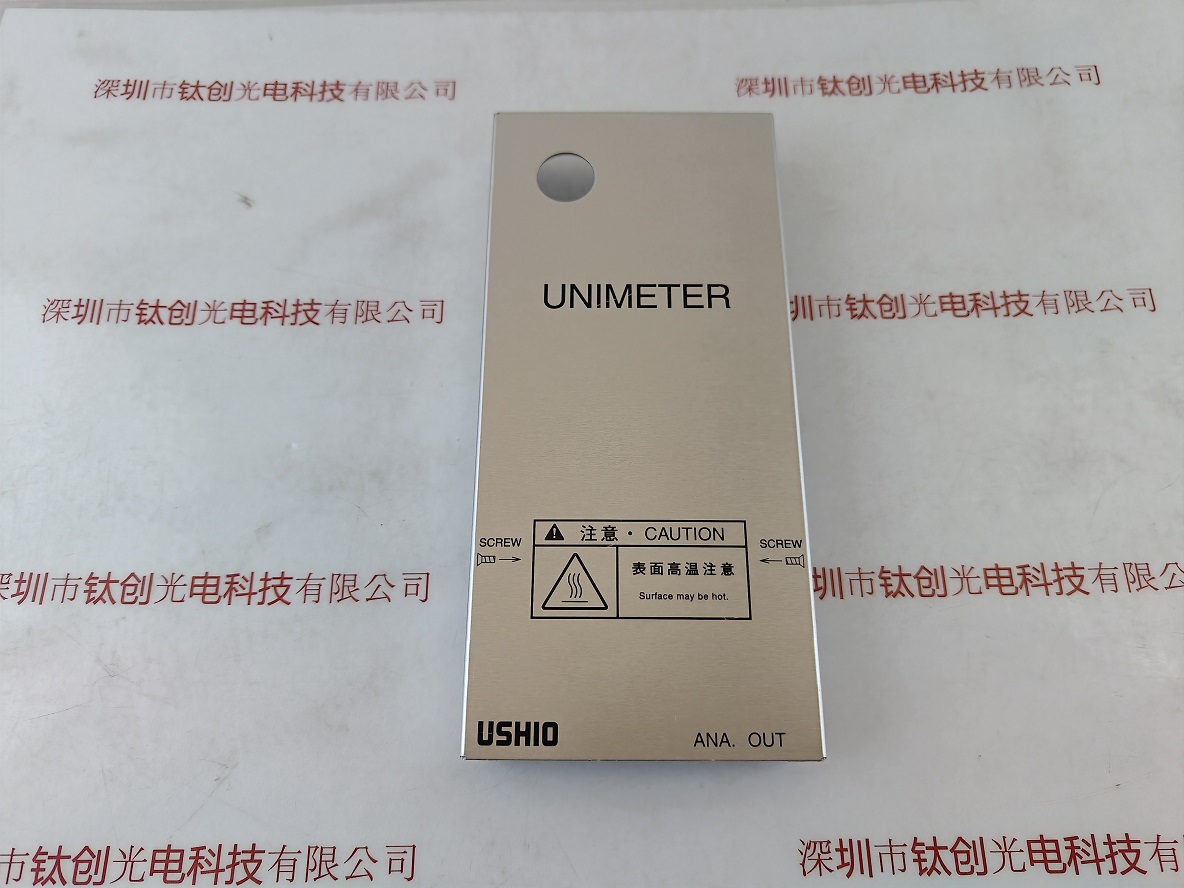 深圳市钛创光电科技有限公司
深圳市钛创光电科技有限公司
UNIMETER
深圳市钛创光电科技有限公司
圳市钛创光电科技有限公司
注意・CAUTION
SCREW
SCREW
表面高温注意
Surface may be hot.
深圳市钛创光电科技有限公司
圳市钛创光电科技有限公司
USHIO
ANA. OUT
市钛创光电科技有限公司
深圳市钛创光电科技有